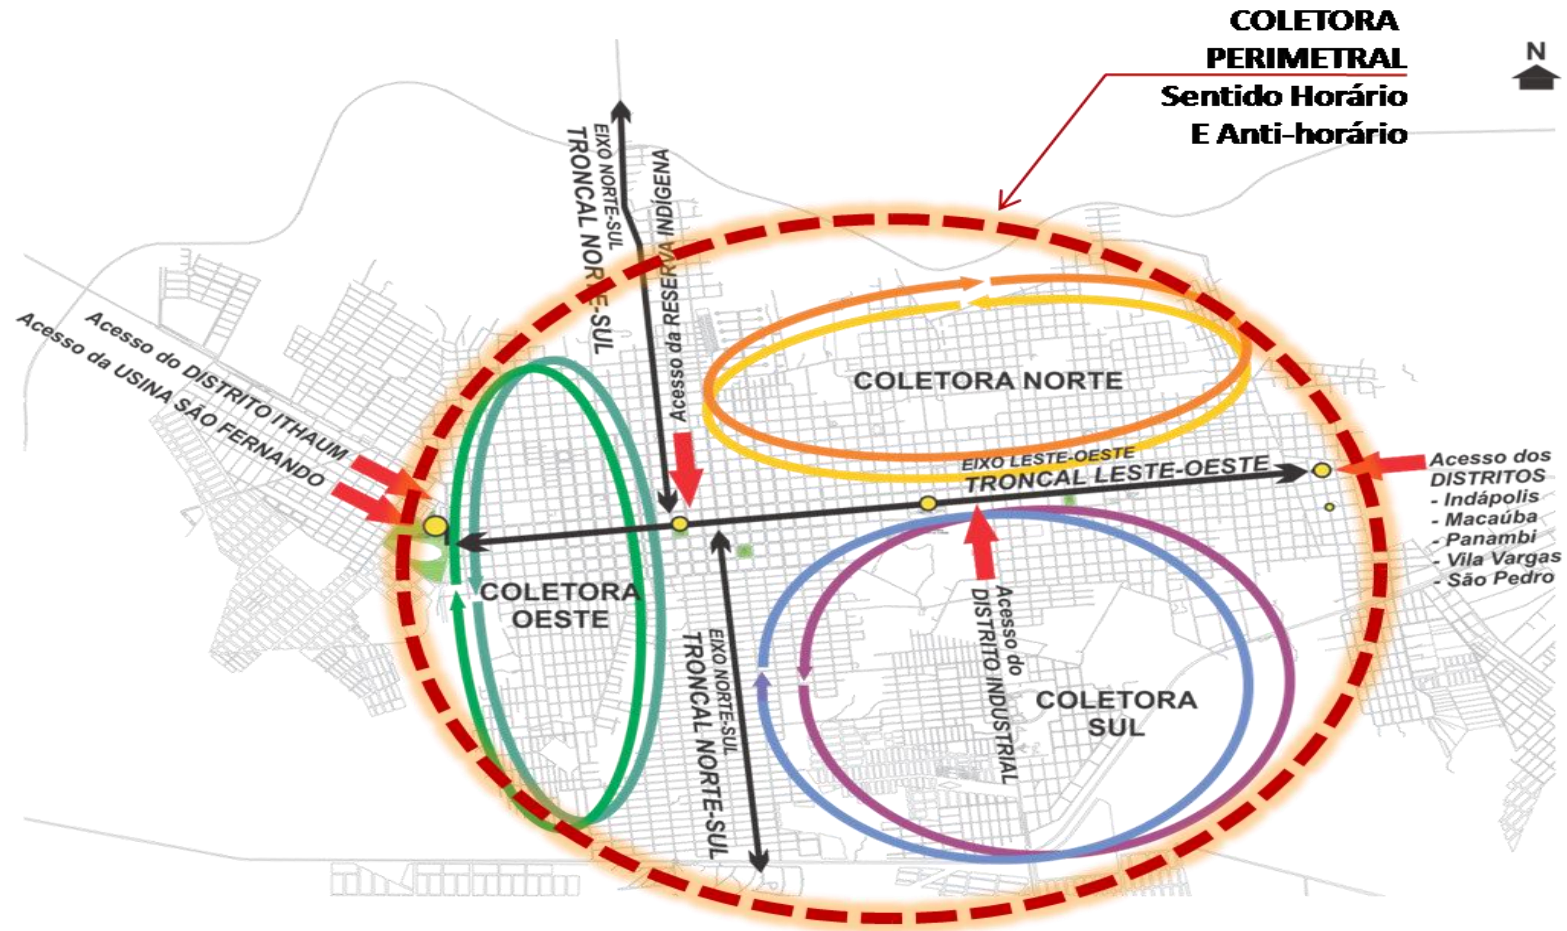 COLETORA
PERIMETRAL
Sentido Horário
E Anti-horário
N
EIXO NORTE-SUL
TRONCAL NORTE-SUL
Acesso da RESERVA INDÍGENA
Acesso do DISTRITO ITHAUM
Acesso da USINA SÃO FERNANDO
COLETORA NORTE
EIXO LESTE-OESTE
TRONCAL LESTE-OESTE
Acesso dos
DISTRITOS
- Indápolis
- Macaúba
- Panambi
- Vila Vargas
- São Pedro
COLETORA
OESTE
EIXO NORTE-SUL
TRONCAL NORTE-SUL
Acesso do
DISTRITO INDUSTRIAL
COLETORA
SUL